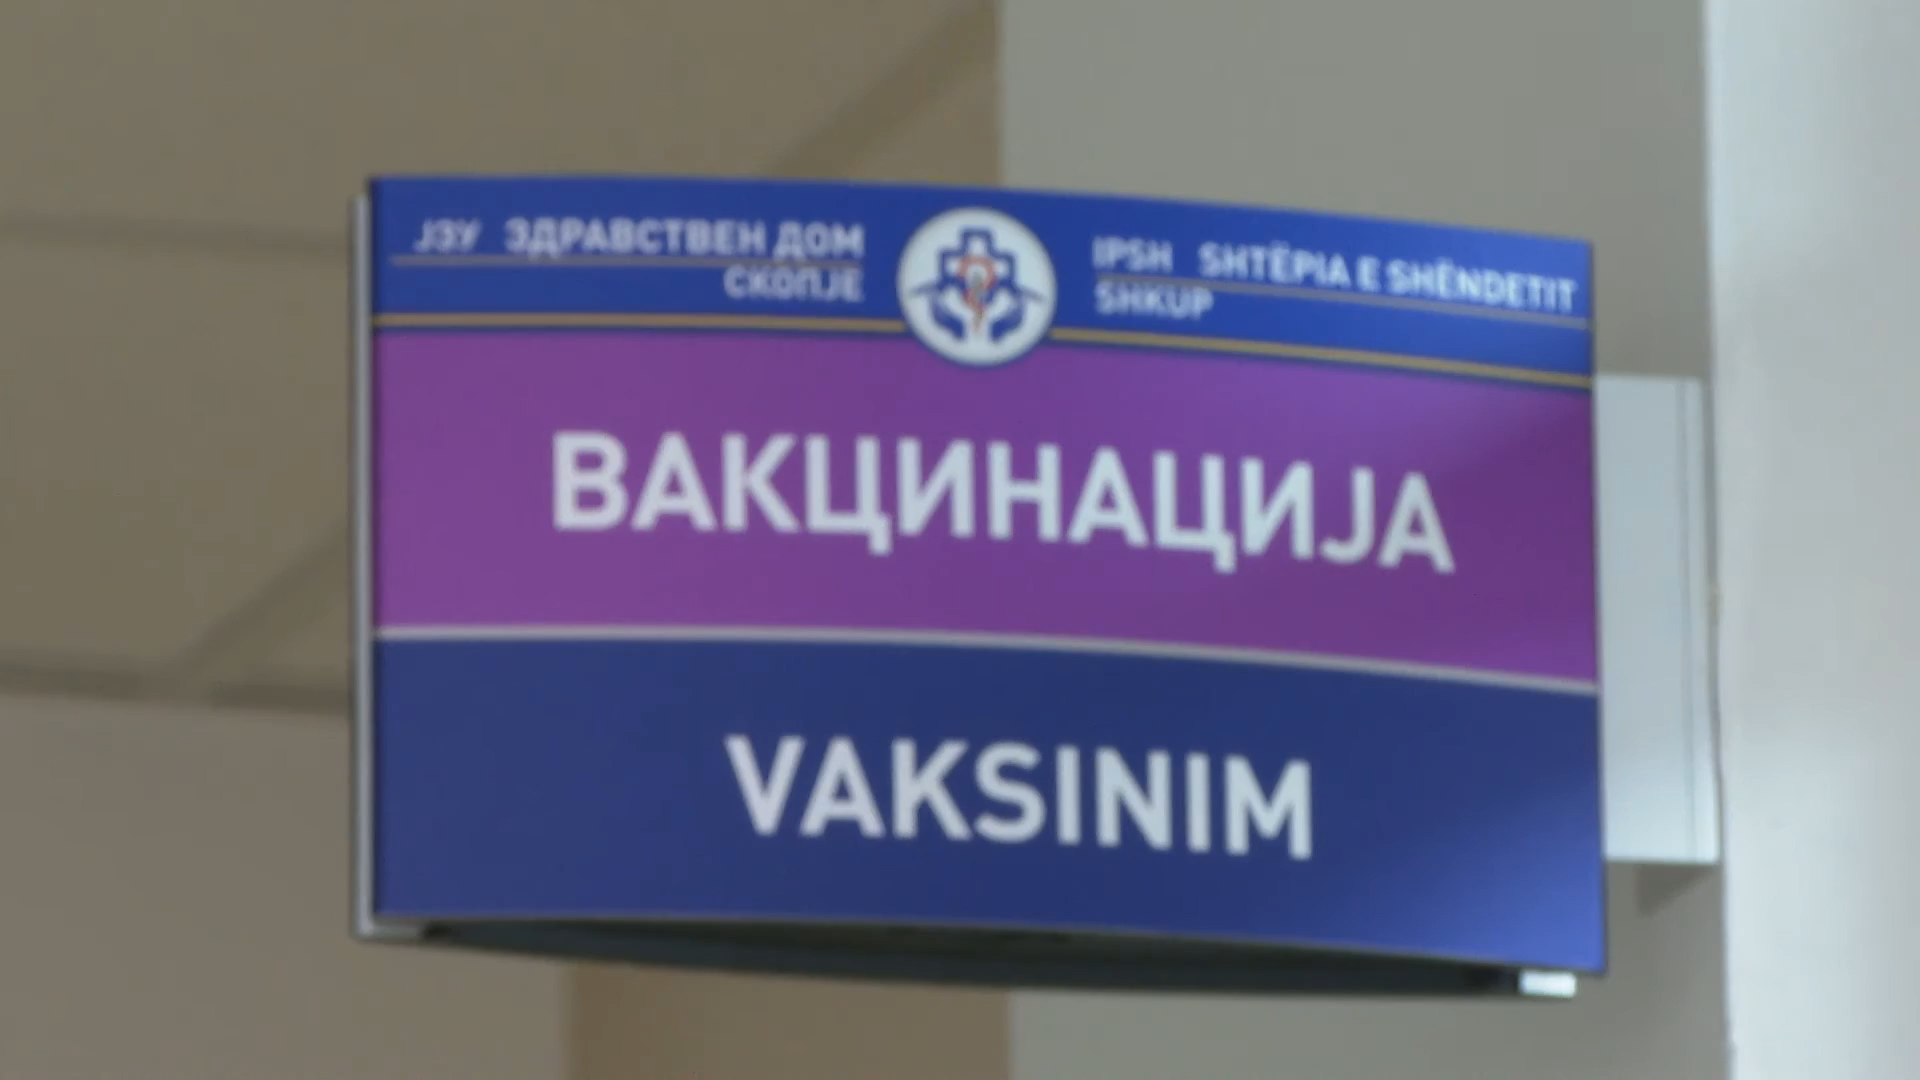 ЈЗУ ЗДРАВСТВЕН ДОМ
СКОПЈЕ
IPSH SHTËPIA E SHËNDETIT
SHKUP
ВАКЦИНАЦИЈА
VAKSINIM